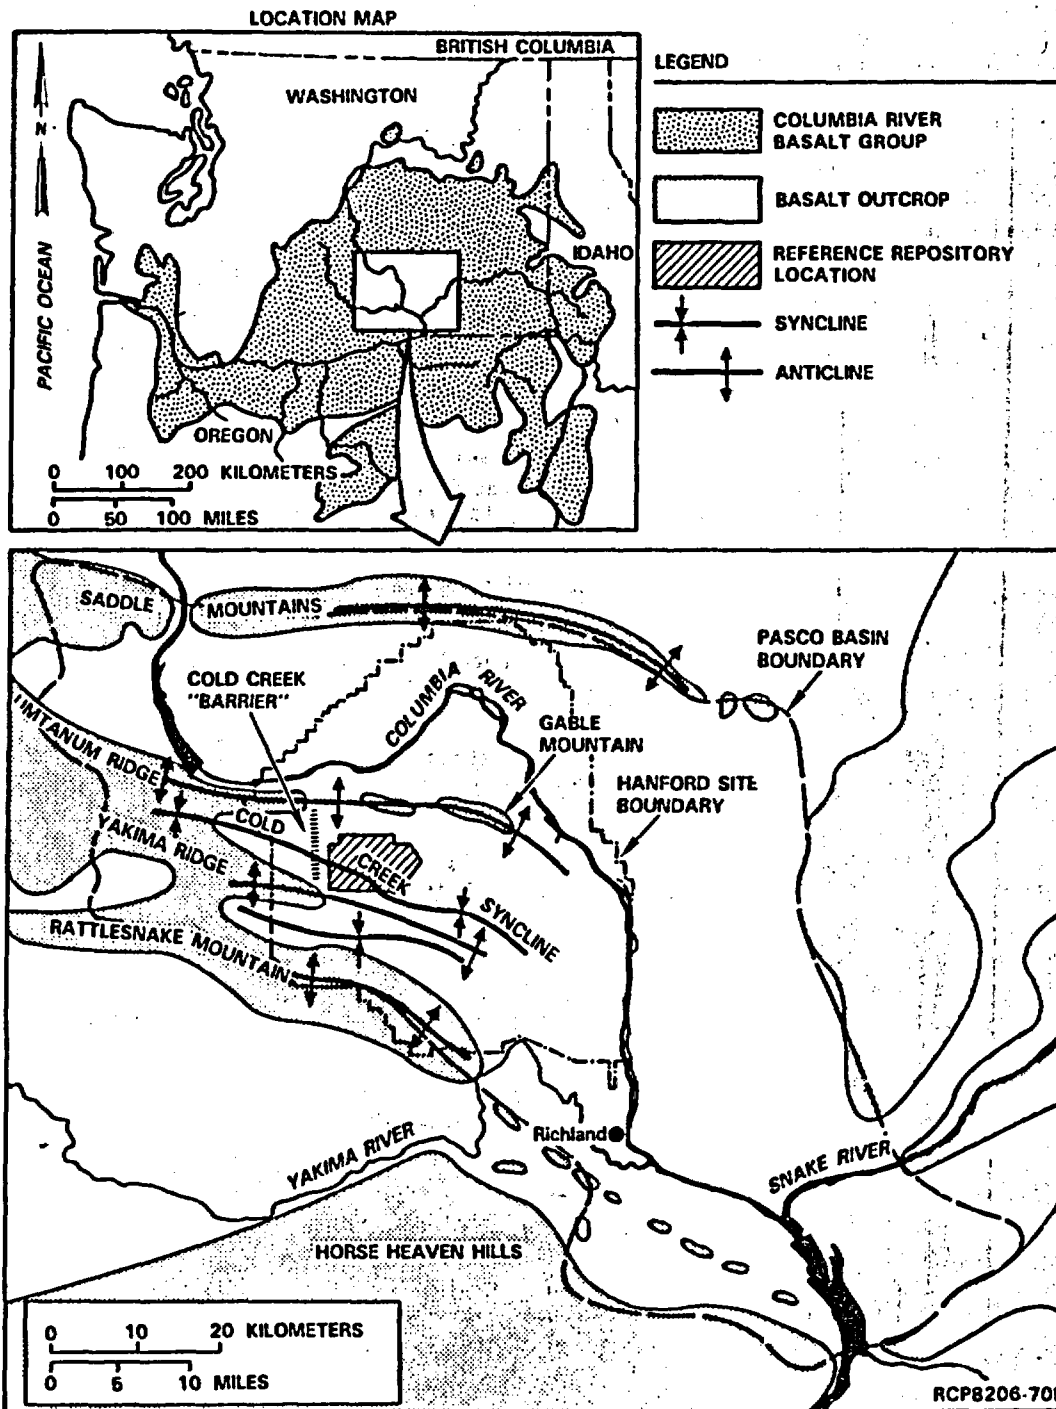 LOCATION MAP
BRITISH COLUMBIA
WASHINGTON
N
PACIFIC OCEAN
IDAHO
OREGON
0 100 200 KILOMETERS
0 50 100 MILES
LEGEND
COLUMBIA RIVER
BASALT GROUP
BASALT OUTCROP
REFERENCE REPOSITORY
LOCATION
SYNCLINE
ANTICLINE
SADDLE MOUNTAINS
PASCO BASIN
BOUNDARY
COLD CREEK
"BARRIER"
COLUMBIA RIVER
GABLE
MOUNTAIN
UMTANUM RIDGE
HANFORD SITE
BOUNDARY
COLD CREEK SYNCLINE
YAKIMA RIDGE
RATTLESNAKE MOUNTAIN
Richland
YAKIMA RIVER
SNAKE RIVER
HORSE HEAVEN HILLS
0 10 20 KILOMETERS
0 5 10 MILES